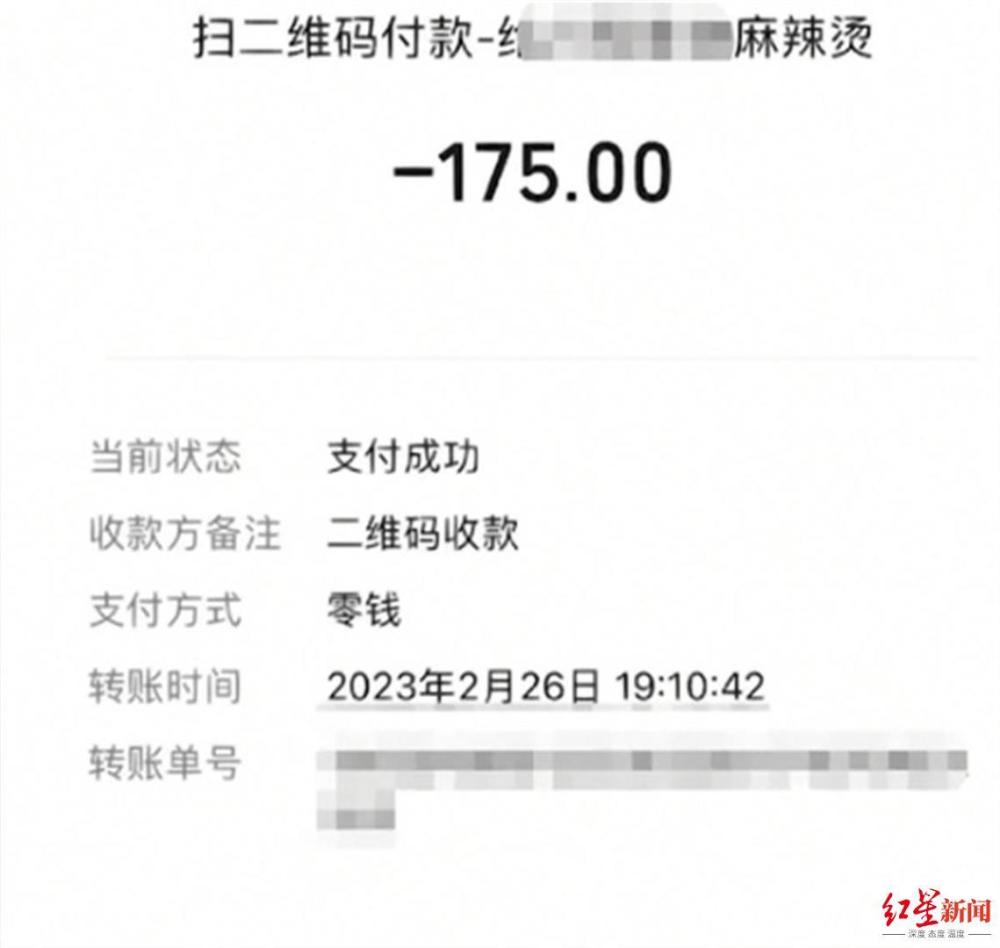 扫二维码付款-给麻辣烫
-175.00
当前状态 支付成功
收款方备注 二维码收款
支付方式 零钱
转账时间 2023年2月26日 19:10:42
转账单号
红星新闻
深度 态度 温度